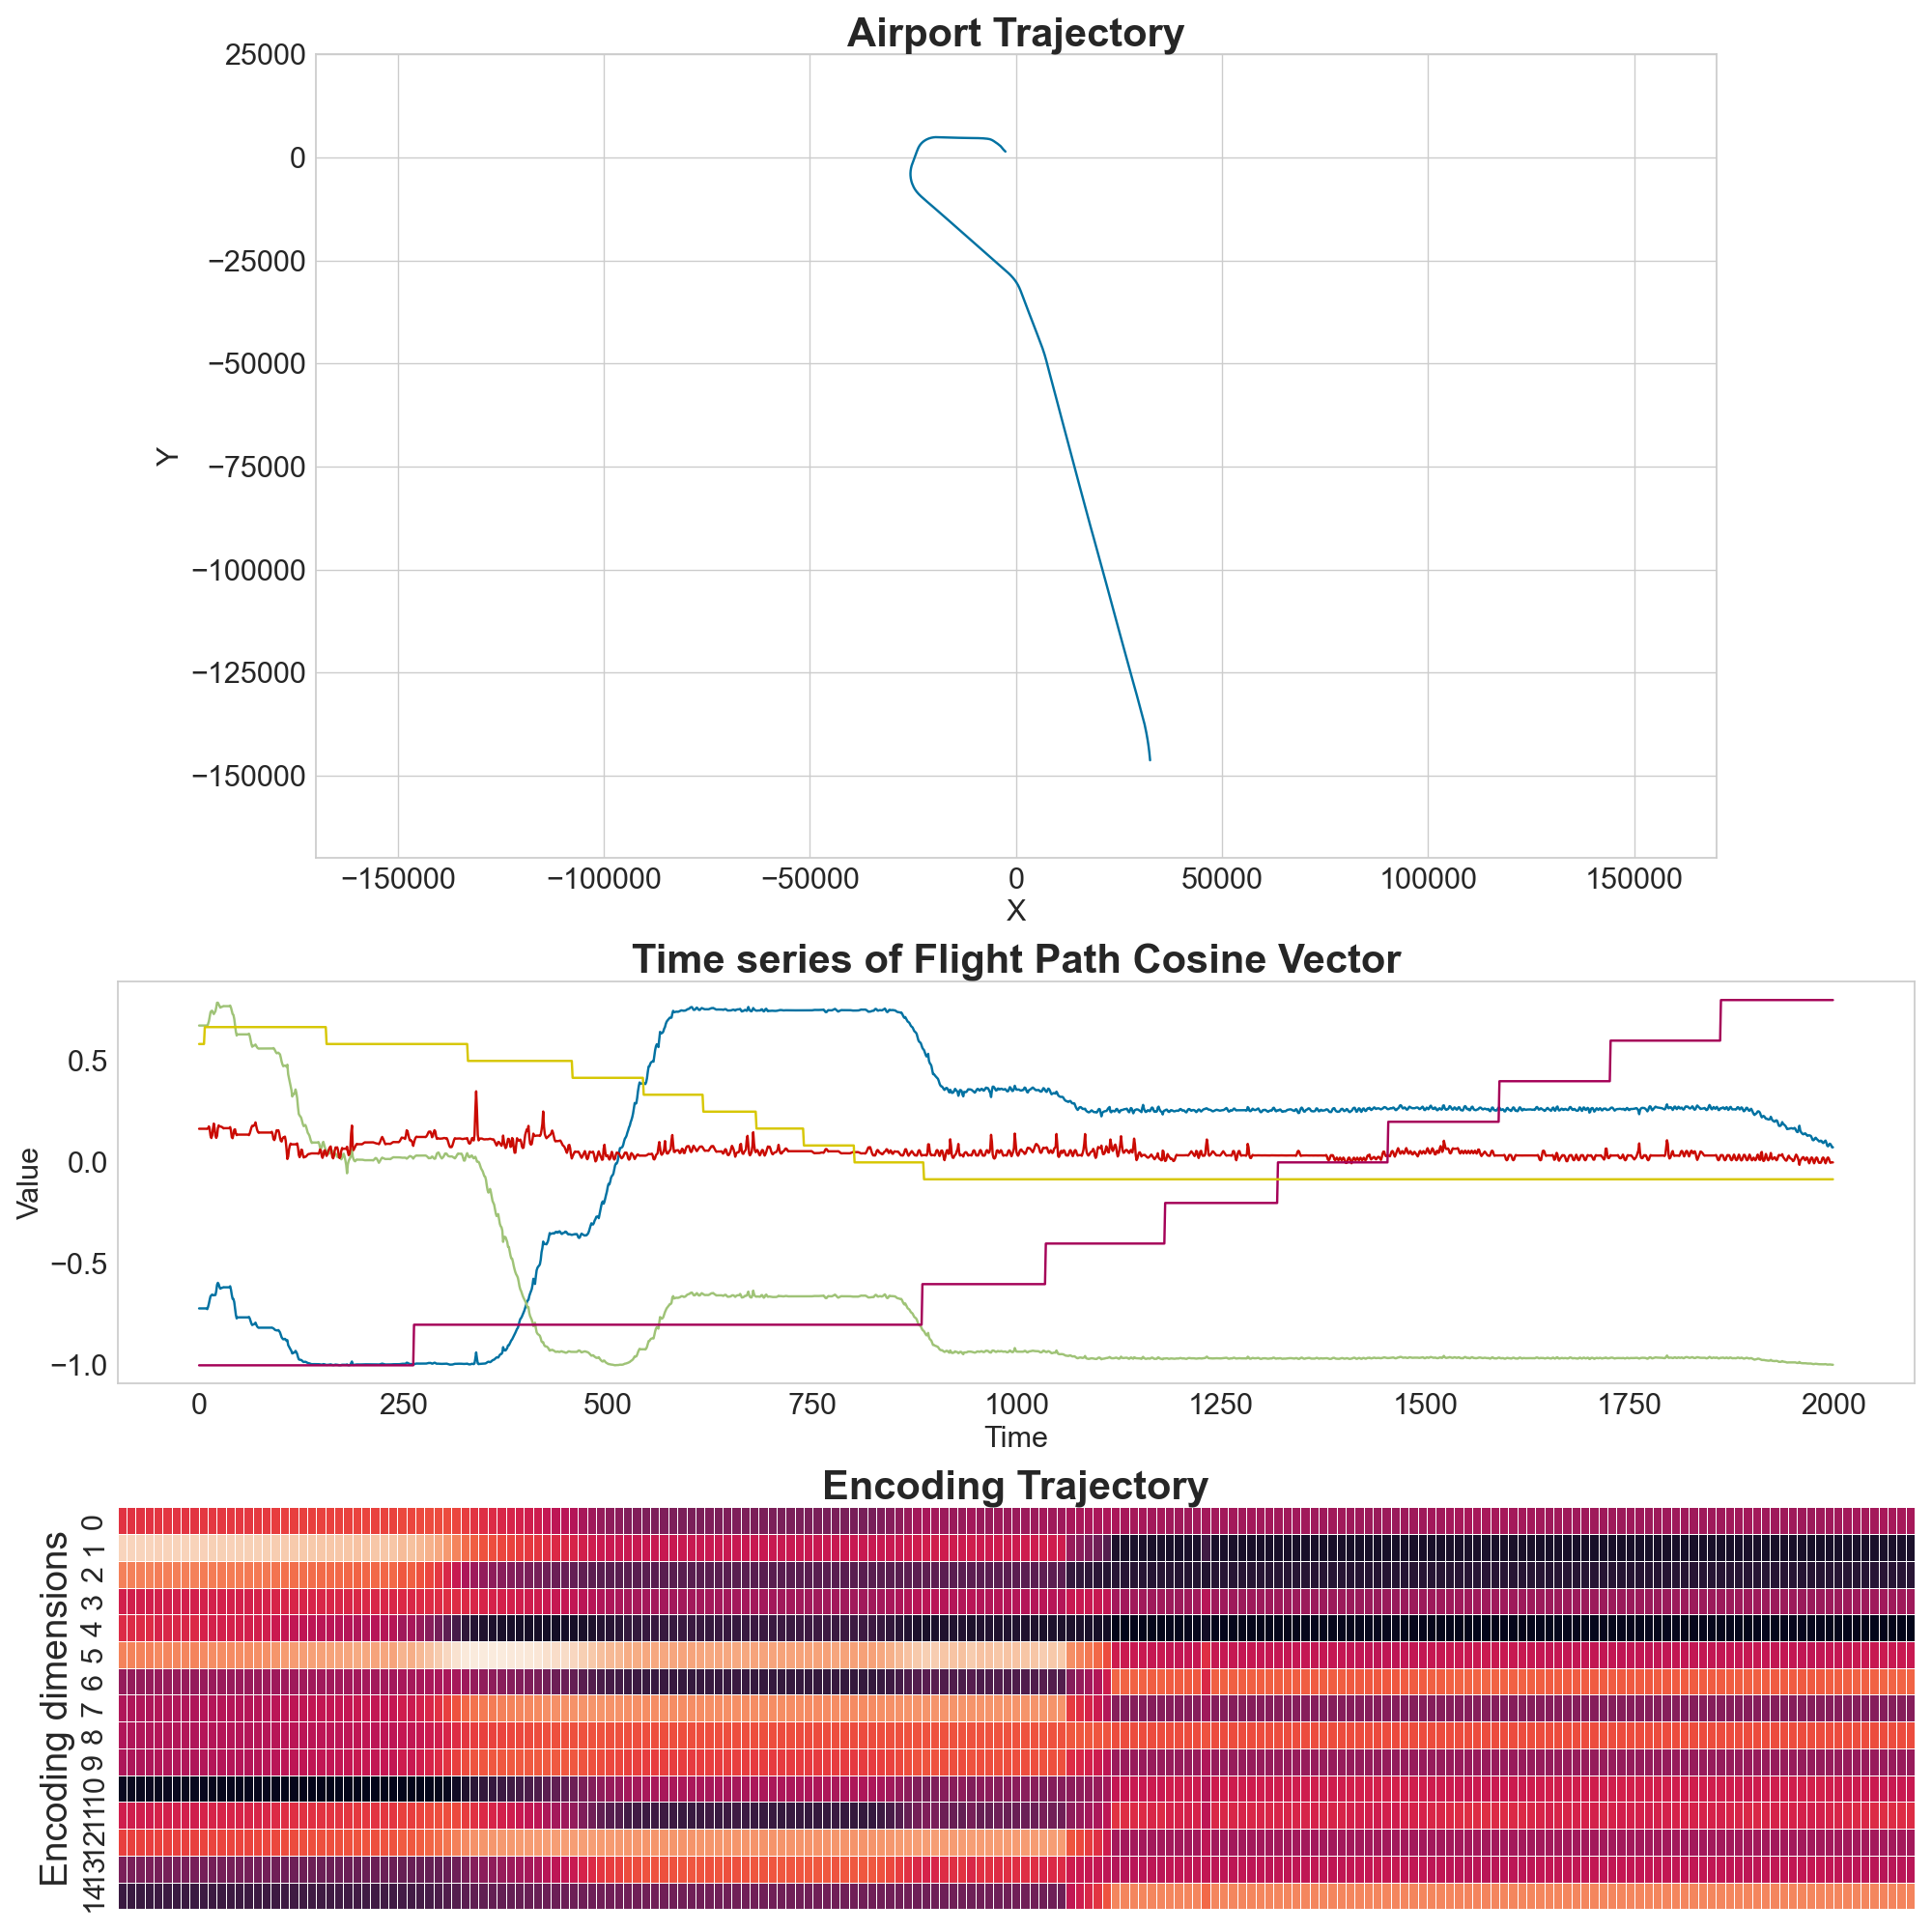 Airport Trajectory
25000
0
−25000
−50000
−75000
−100000
−125000
−150000
Y
−150000 −100000 −50000 0 50000 100000 150000
X
Time series of Flight Path Cosine Vector
0.5
0.0
−0.5
−1.0
Value
0 250 500 750 1000 1250 1500 1750 2000
Time
Encoding Trajectory
Encoding dimensions
0
1
2
3
4
5
6
7
8
9
10
11
12
13
14